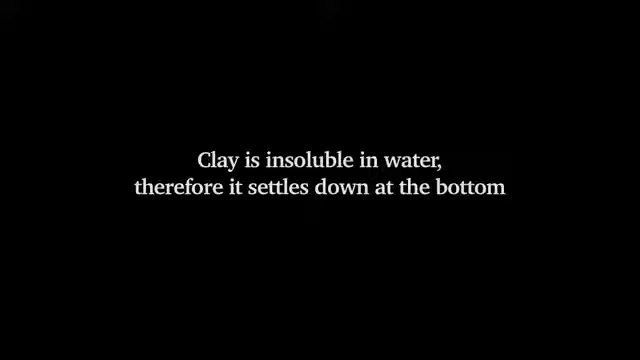 Clay is insoluble in water,
therefore it settles down at the bottom